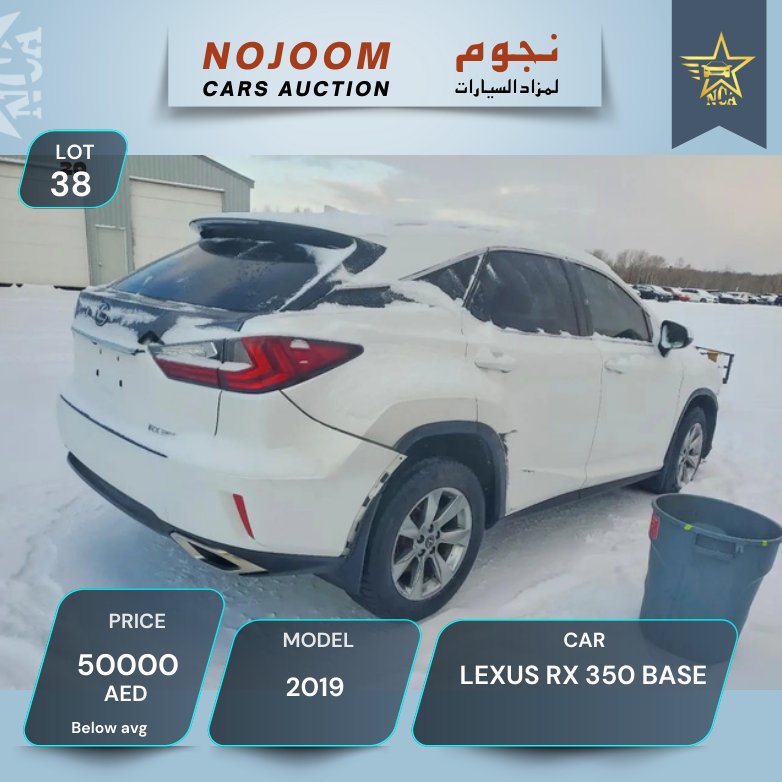 NOJOOM
CARS AUCTION
نجوم
لمزاد السيارات
NCA
NCA
LOT
38
PRICE
50000
AED
Below avg
MODEL
2019
CAR
LEXUS RX 350 BASE